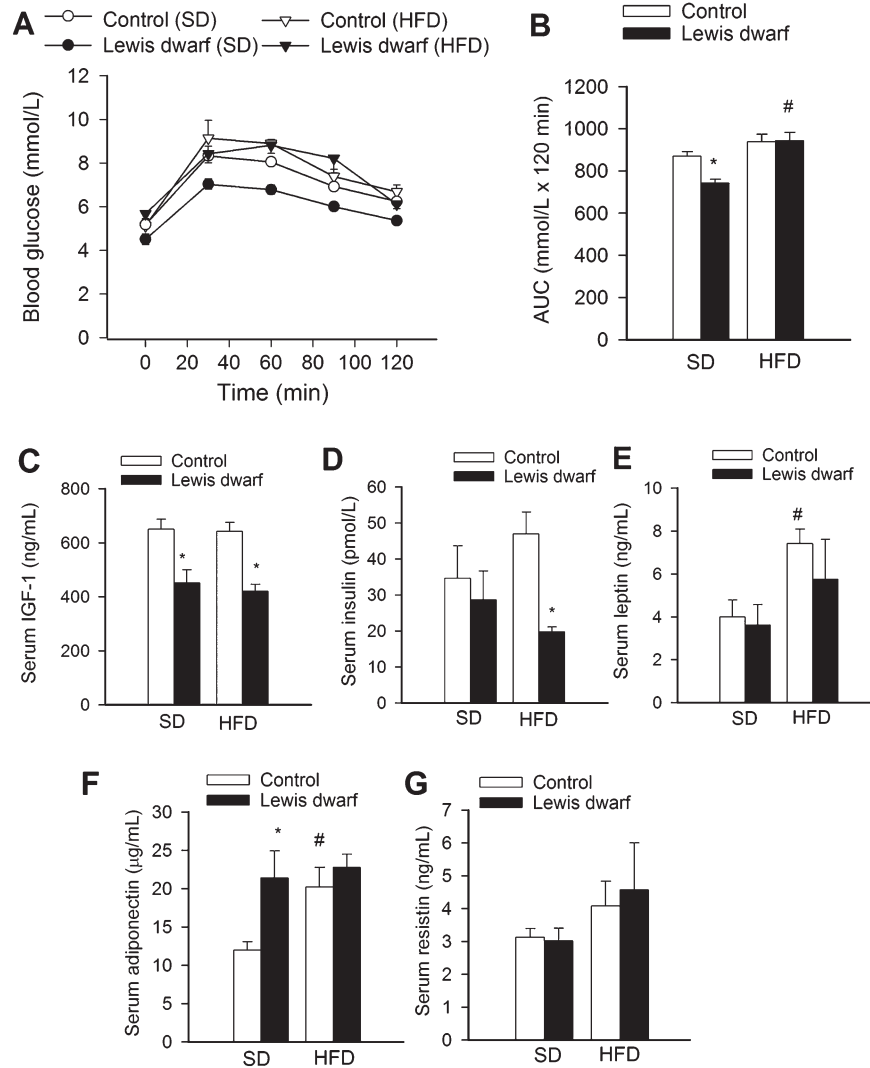 A
Control (SD)
Control (HFD)
Lewis dwarf (SD)
Lewis dwarf (HFD)
Blood glucose (mmol/L)
12
10
8
6
4
2
0
0 20 40 60 80 100 120
Time (min)
B
Control
Lewis dwarf
AUC (mmol/L x 120 min)
1200
1000
800
600
400
200
0
*
#
SD HFD
C
Control
Lewis dwarf
Serum IGF-1 (ng/mL)
800
600
400
200
0
*
*
SD HFD
D
Control
Lewis dwarf
Serum insulin (pmol/L)
60
50
40
30
20
10
0
*
SD HFD
E
Control
Lewis dwarf
Serum leptin (ng/mL)
10
8
6
4
2
0
#
SD HFD
F
Control
Lewis dwarf
Serum adiponectin (μg/mL)
30
25
20
15
10
5
0
*
#
SD HFD
G
Control
Lewis dwarf
Serum resistin (ng/mL)
7
6
5
4
3
2
1
0
SD HFD